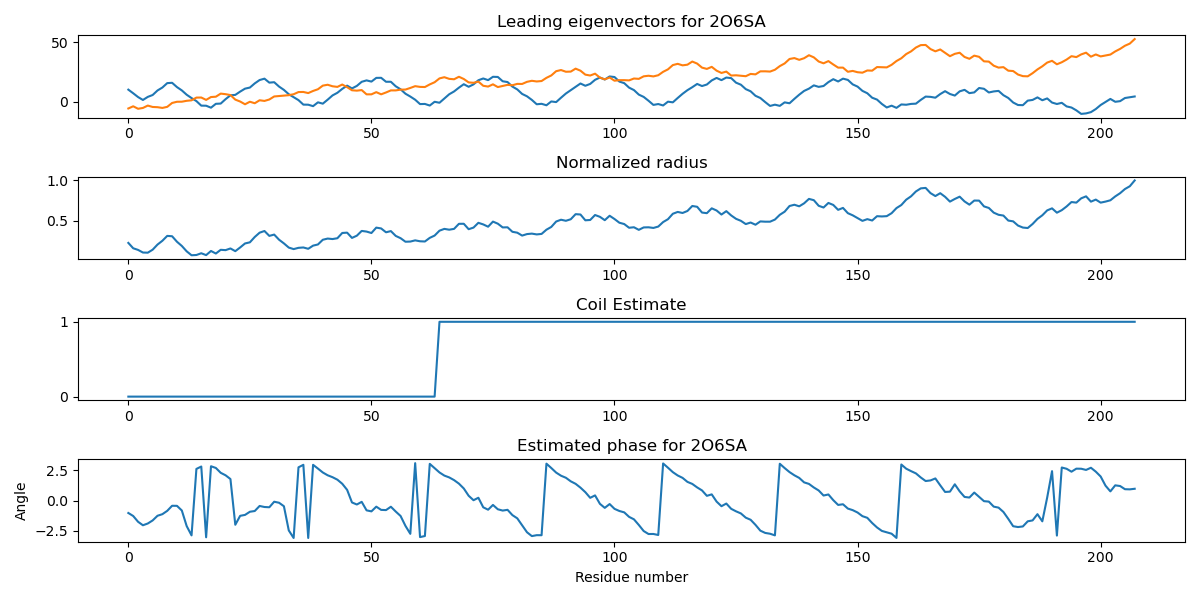 Leading eigenvectors for 2O6SA
50
0
0 50 100 150 200
Normalized radius
1.0
0.5
0 50 100 150 200
Coil Estimate
1
0
0 50 100 150 200
Estimated phase for 2O6SA
2.5
0.0
−2.5
Angle
0 50 100 150 200
Residue number